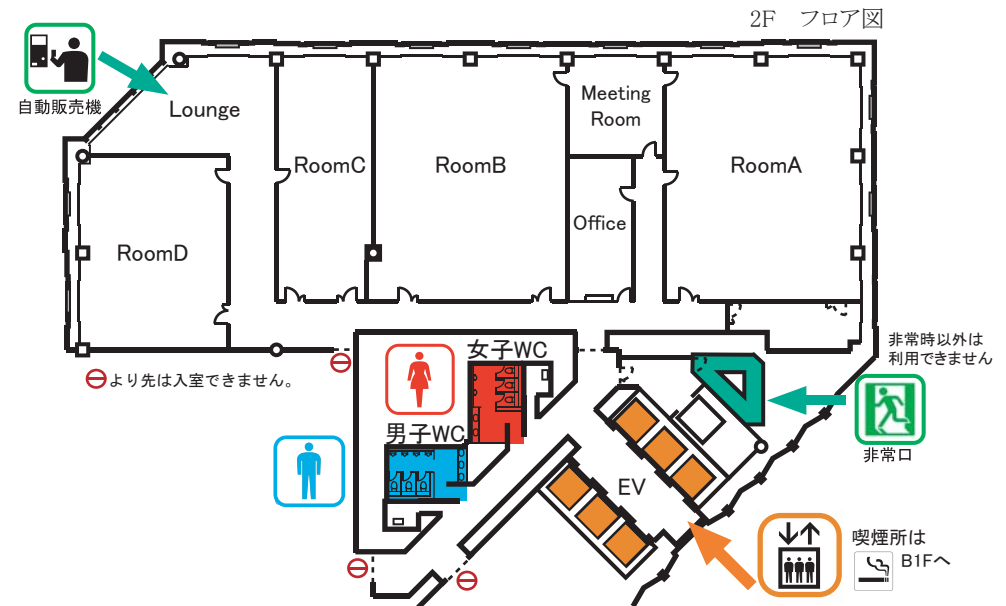 2F フロア図
自動販売機
Lounge
Meeting
Room
RoomC
RoomB
RoomA
Office
RoomD
非常時以外は
利用できません
女子WC
より先は入室できません。
男子WC
非常口
EV
喫煙所は
B1Fへ